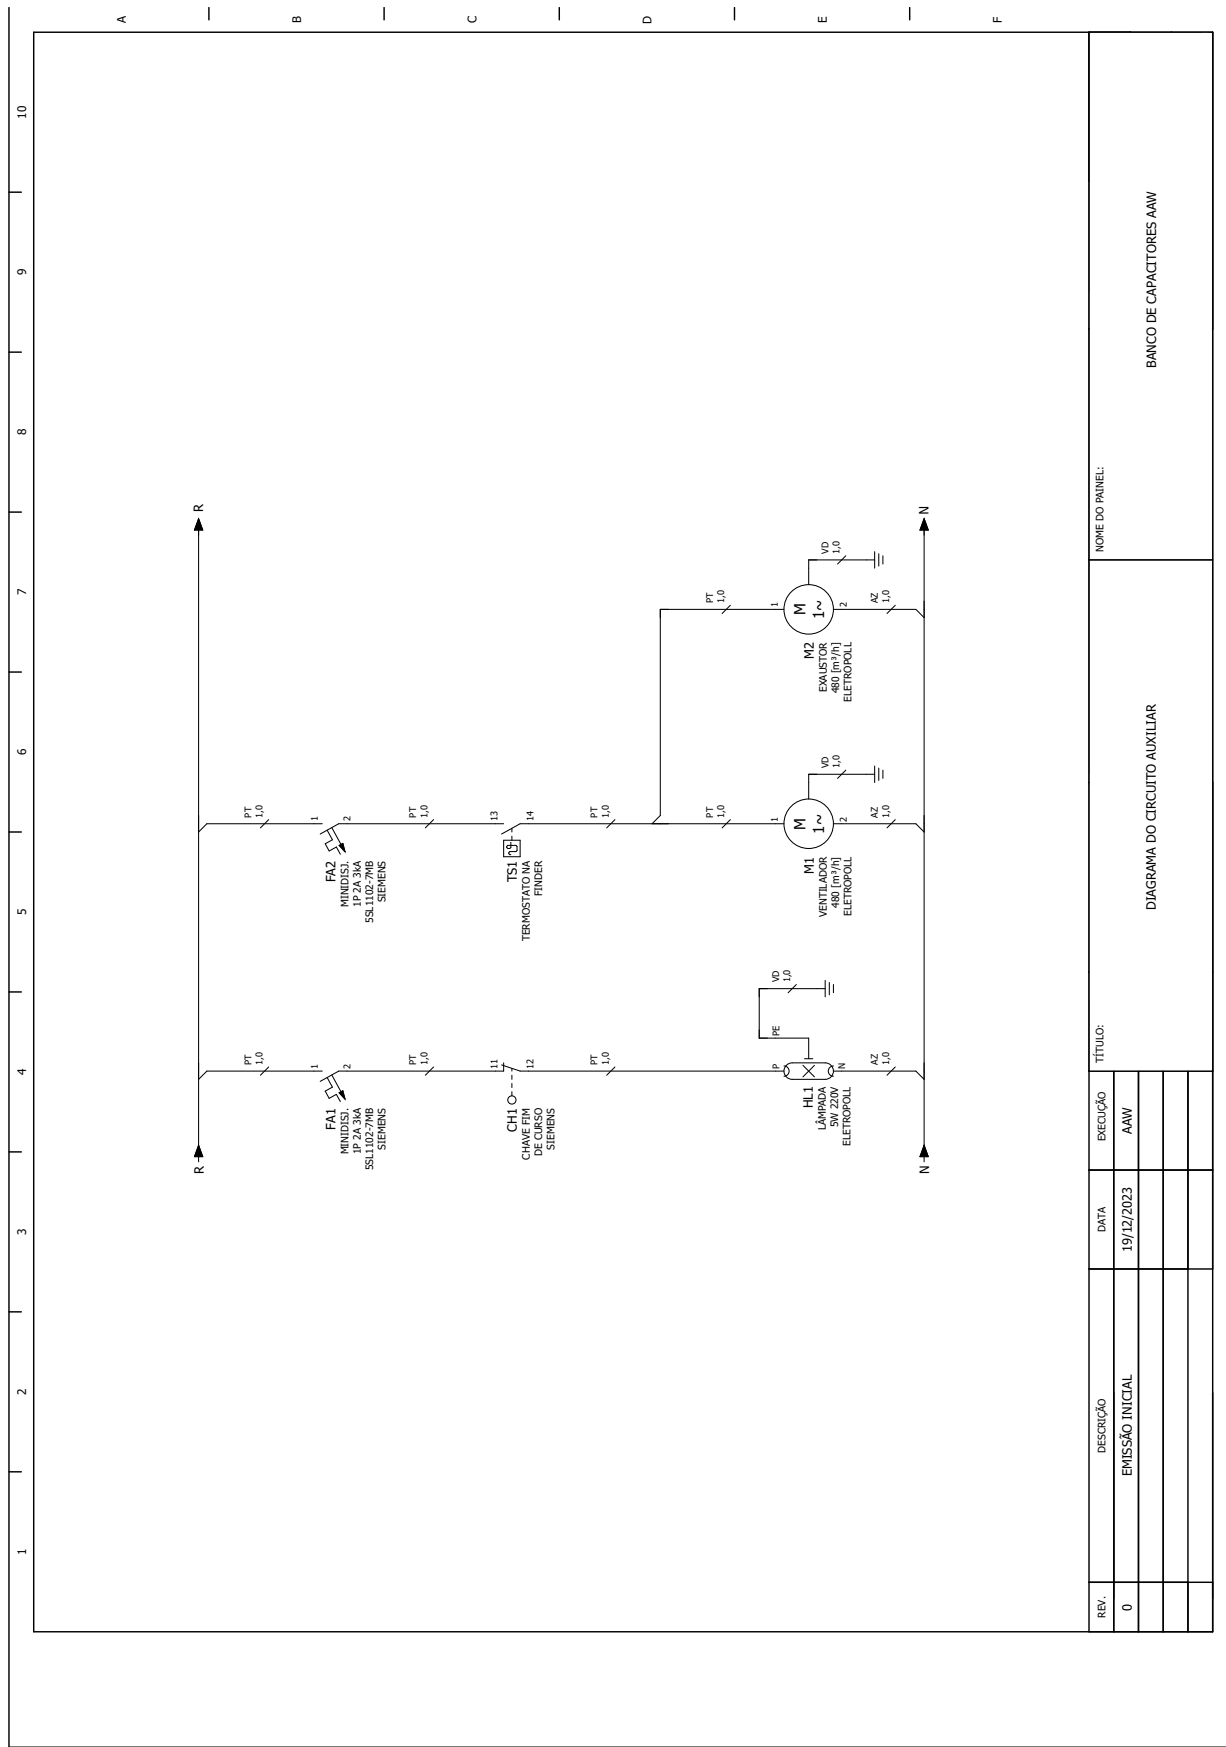 1
2
3
4
5
6
7
8
9
10
A
B
C
D
E
F
R
R
PT
1,0
PT
1,0
1
2
FA1
MINIDISJ.
1P 2A 3kA
5SL1102-7MB
SIEMENS
1
2
FA2
MINIDISJ.
1P 2A 3kA
5SL1102-7MB
SIEMENS
PT
1,0
PT
1,0
11
12
CH1
CHAVE FIM
DE CURSO
SIEMENS
13
14
TS1
TERMOSTATO NA
FINDER
PT
1,0
PT
1,0
PT
1,0
PT
1,0
P
N
PE
VD
1,0
HL1
LÂMPADA
5W 220V
ELETROPOLL
1
2
M
1~
VD
1,0
M1
VENTILADOR
480 [m³/h]
ELETROPOLL
1
2
M
1~
VD
1,0
M2
EXAUSTOR
480 [m³/h]
ELETROPOLL
AZ
1,0
AZ
1,0
AZ
1,0
N
N
REV.
DESCRIÇÃO
DATA
EXECUÇÃO
0
EMISSÃO INICIAL
19/12/2023
AAW
TÍTULO:
DIAGRAMA DO CIRCUITO AUXILIAR
NOME DO PAINEL:
BANCO DE CAPACITORES AAW